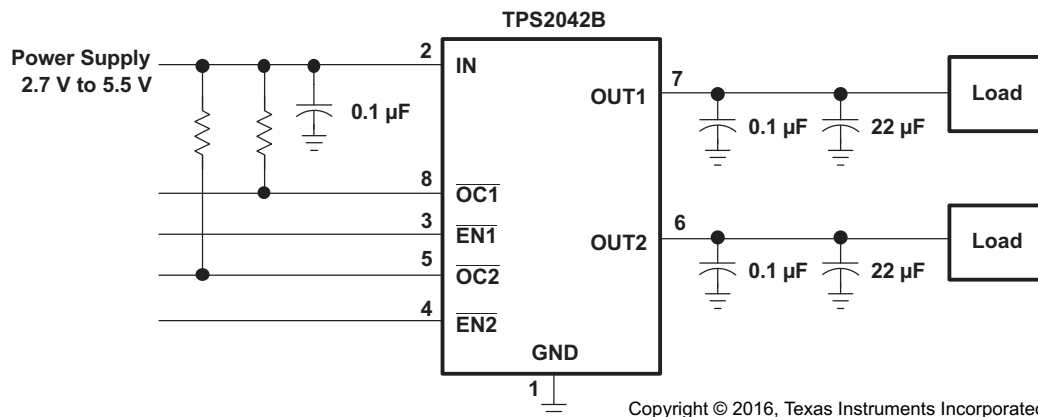 TPS2042B
Power Supply
2.7 V to 5.5 V
2
IN
0.1 µF
8
OC1
3
EN1
5
OC2
4
EN2
GND
1
OUT1
7
0.1 µF
22 µF
Load
OUT2
6
0.1 µF
22 µF
Load
Copyright © 2016, Texas Instruments Incorporated